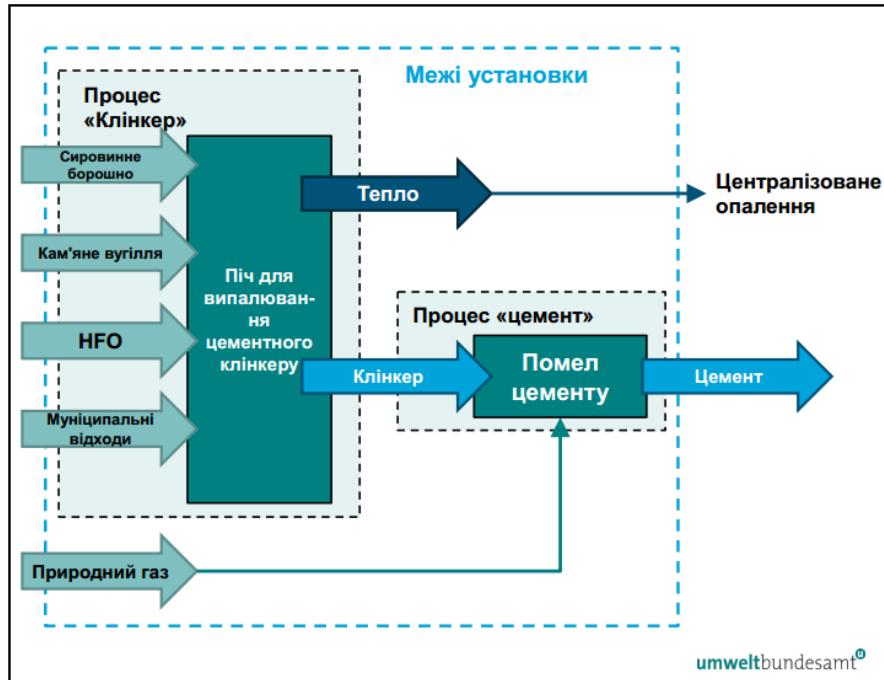 Межі установки
Процес
«Клінкер»
Сировинне
борошно
Кам'яне вугілля
HFO
Муніципальні
відходи
Природний газ
Піч для
випалюван-
ня
цементного
клінкеру
Тепло
Централізоване
опалення
Процес «цемент»
Клінкер
Помел
цементу
Цемент
umweltbundesamt